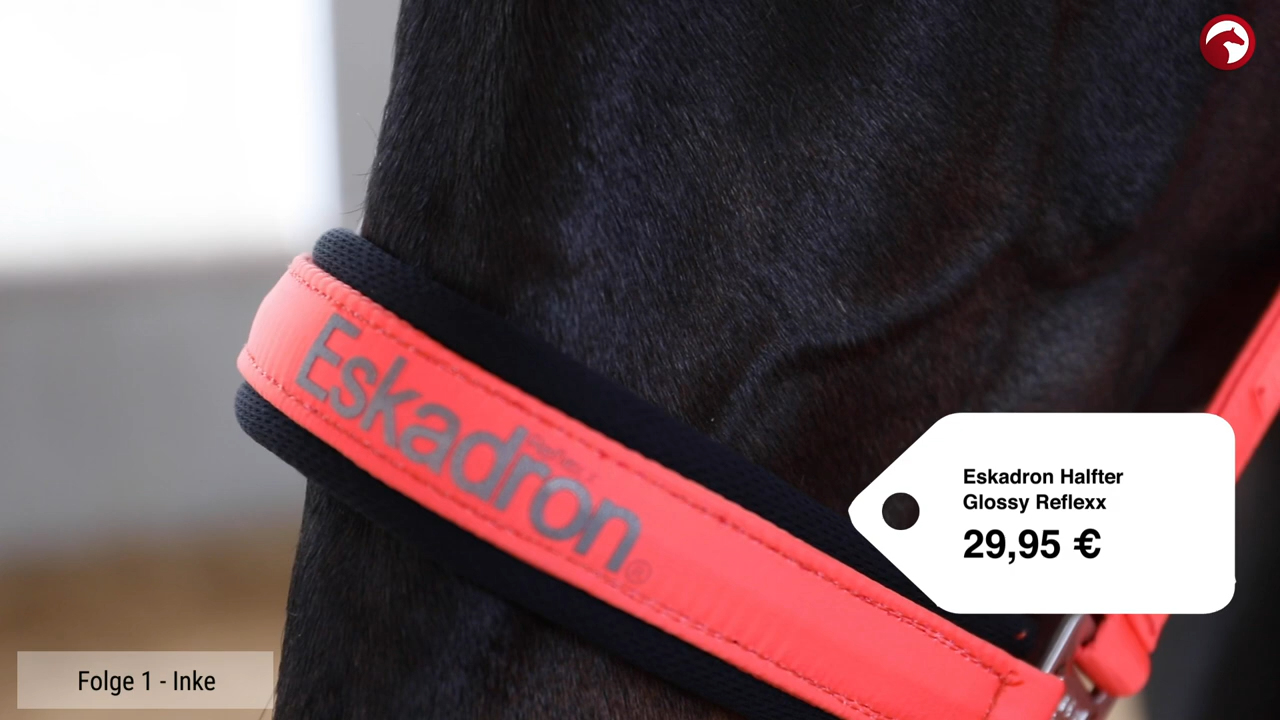 Eskadron®
Eskadron Halfter
Glossy Reflexx
29,95 €
Folge 1 - Inke